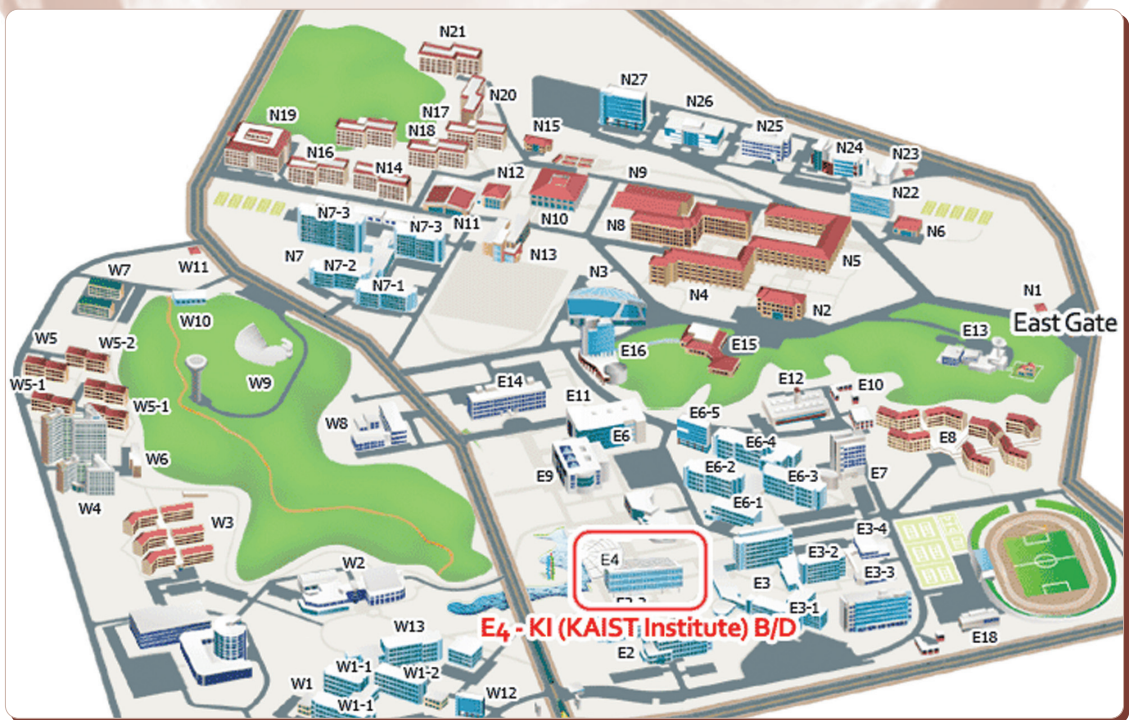 N21
N27
N20
N26
N17
N19
N15
N25
N18
N24
N23
N16
N14
N12
N9
N22
N7-3
N7-3
N11
N10
N8
N6
N7
N13
N5
W11
N7-2
N3
W7
N7-1
N4
N1
N2
East Gate
W10
E13
W5
W5-2
E16
E15
W9
E14
E12
E10
W5-1
W5-1
E11
E6-5
W8
E6
E6-4
E8
W6
E9
E6-2
E6-3
E7
W4
E6-1
W3
E3-4
E4
E3-2
W2
E3
E3-3
E3-1
W13
E4 - KI (KAIST Institute) B/D
E18
E2
W1-1
W1-2
W1
W12
W1-1